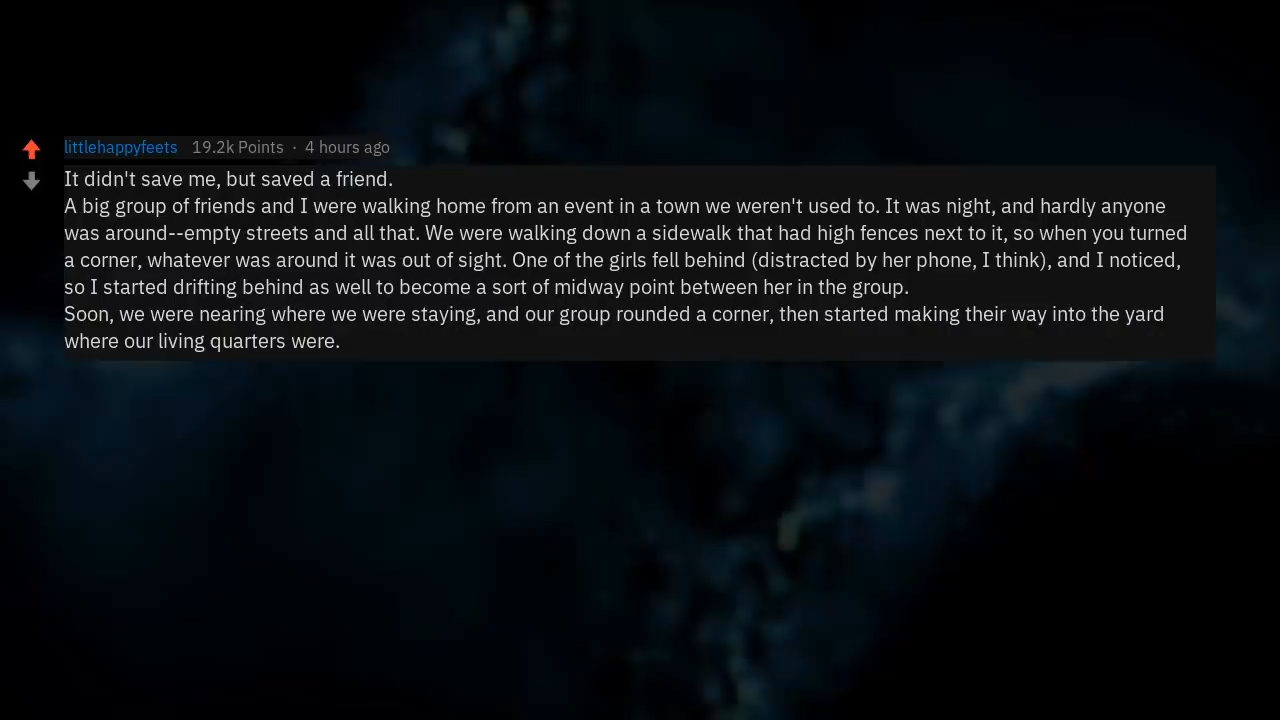 littlehappyfeets 19.2k Points · 4 hours ago
It didn't save me, but saved a friend.
A big group of friends and I were walking home from an event in a town we weren't used to. It was night, and hardly anyone
was around--empty streets and all that. We were walking down a sidewalk that had high fences next to it, so when you turned
a corner, whatever was around it was out of sight. One of the girls fell behind (distracted by her phone, I think), and I noticed,
so I started drifting behind as well to become a sort of midway point between her in the group.
Soon, we were nearing where we were staying, and our group rounded a corner, then started making their way into the yard
where our living quarters were.